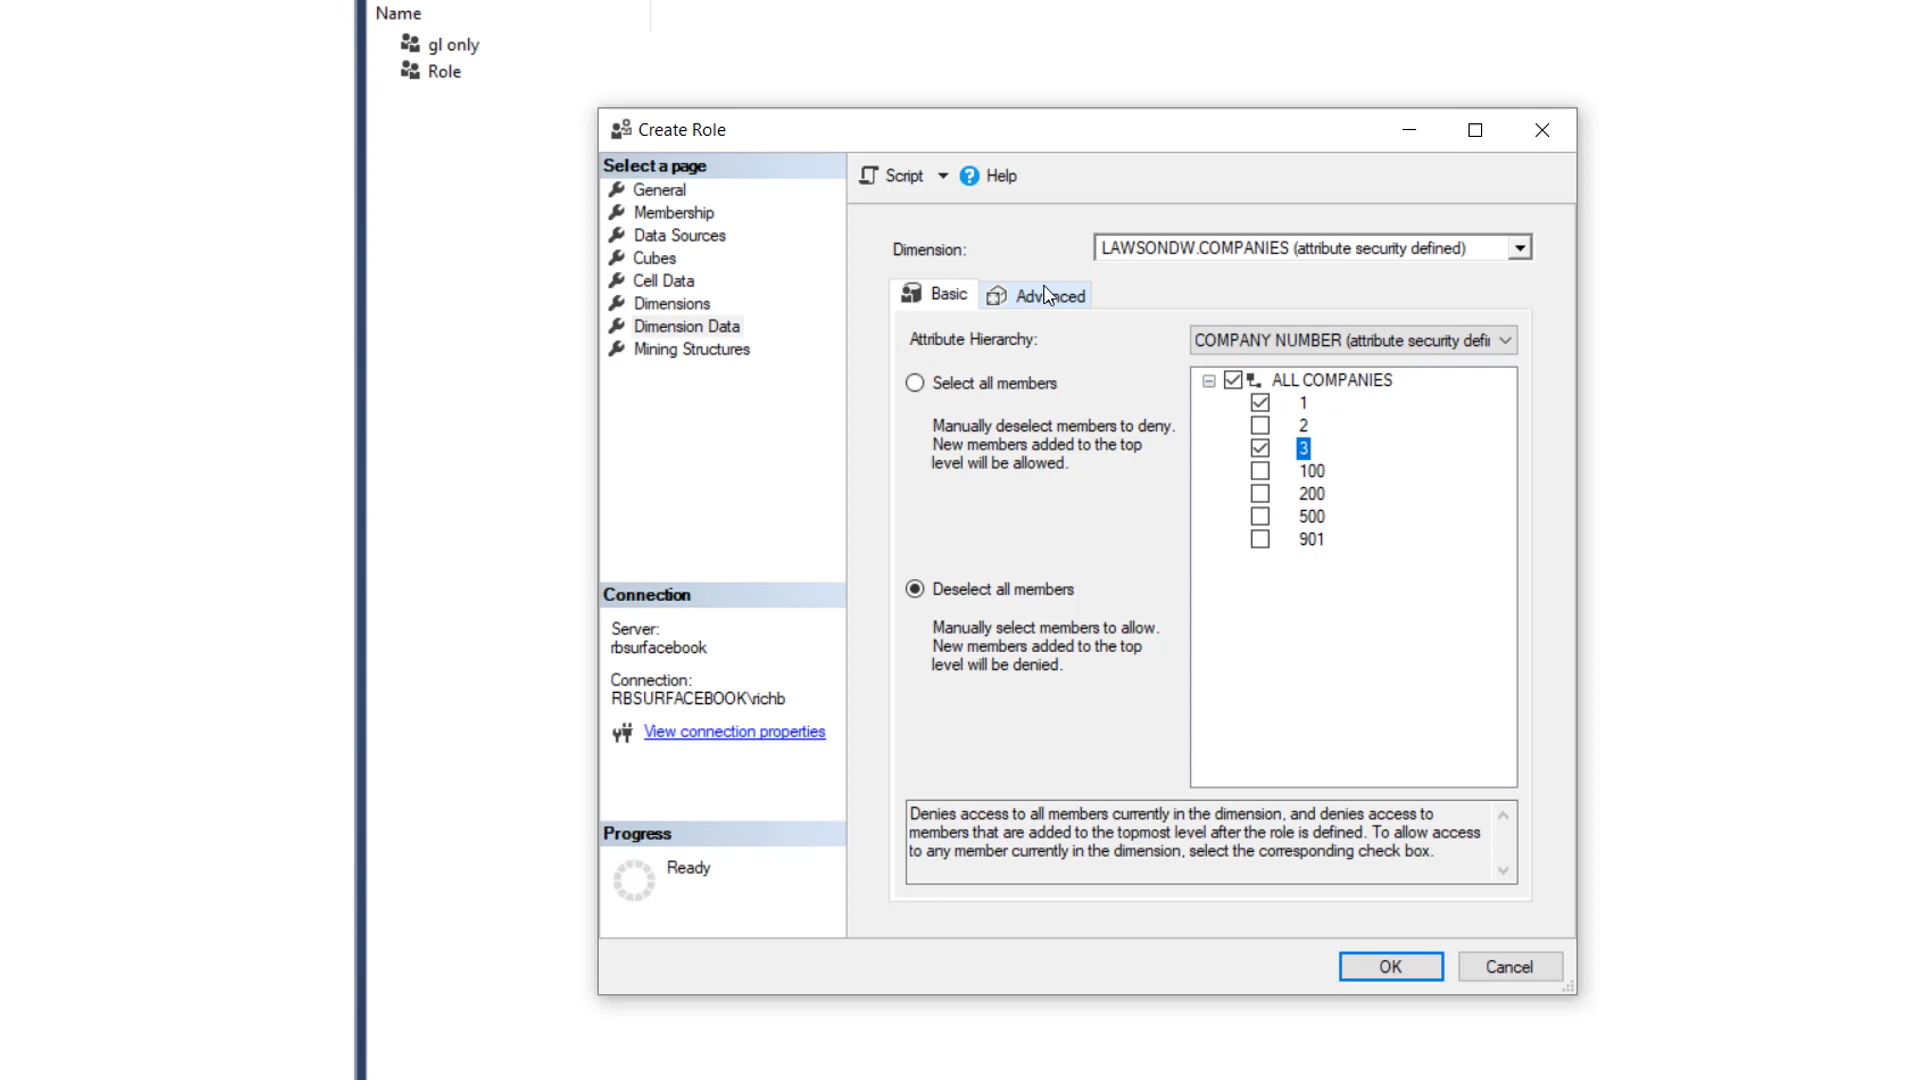 Name
gl only
Role
Create Role
Select a page
General
Membership
Data Sources
Cubes
Cell Data
Dimensions
Dimension Data
Mining Structures
Connection
Server:
rbsurfacebook
Connection:
RBSURFACEBOOK\richb
View connection properties
Progress
Ready
Script
Help
Dimension:
LAWSONDW.COMPANIES (attribute security defined)
Basic
Advanced
Attribute Hierarchy:
COMPANY NUMBER (attribute security defii
Select all members
Manually deselect members to deny.
New members added to the top
level will be allowed.
Deselect all members
Manually select members to allow.
New members added to the top
level will be denied.
ALL COMPANIES
1
2
3
100
200
500
901
Denies access to all members currently in the dimension, and denies access to
members that are added to the topmost level after the role is defined. To allow access
to any member currently in the dimension, select the corresponding check box.
OK
Cancel